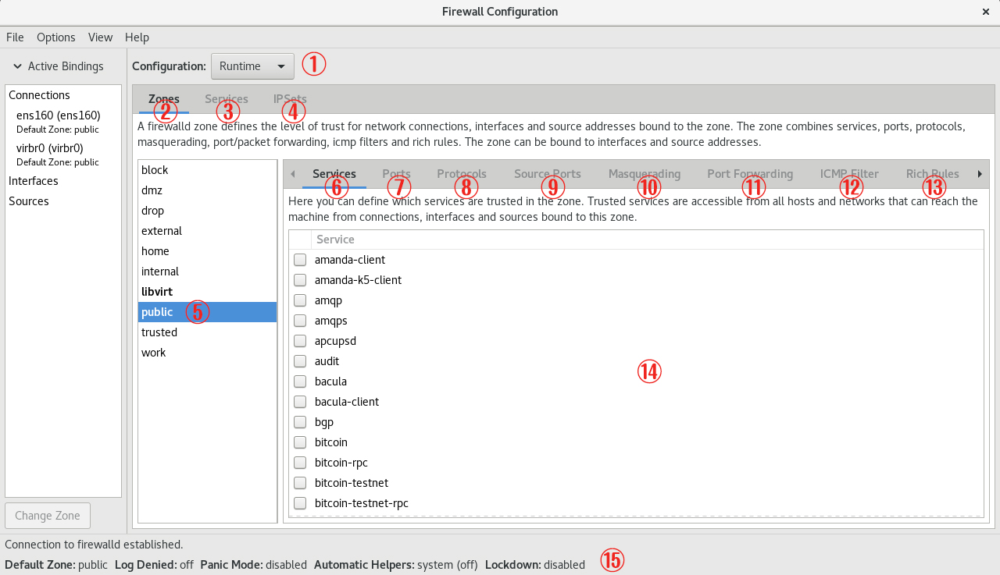 Firewall Configuration ×
File Options View Help
Active Bindings
Configuration: Runtime ①
Connections
ens160 (ens160)
Default Zone: public
virbr0 (virbr0)
Default Zone: public
Interfaces
Sources
Change Zone
Zones Services IPSets
② ③ ④
A firewalld zone defines the level of trust for network connections, interfaces and source addresses bound to the zone. The zone combines services, ports, protocols,
masquerading, port/packet forwarding, icmp filters and rich rules. The zone can be bound to interfaces and source addresses.
block
dmz
drop
external
home
internal
libvirt
public ⑤
trusted
work
Services Ports Protocols Source Ports Masquerading Port Forwarding ICMP Filter Rich Rules
⑥ ⑦ ⑧ ⑨ ⑩ ⑪ ⑫ ⑬
Here you can define which services are trusted in the zone. Trusted services are accessible from all hosts and networks that can reach the
machine from connections, interfaces and sources bound to this zone.
Service
amanda-client
amanda-k5-client
amqp
amqps
apcupsd
audit
bacula
⑭
bacula-client
bgp
bitcoin
bitcoin-rpc
bitcoin-testnet
bitcoin-testnet-rpc
Connection to firewalld established.
Default Zone: public Log Denied: off Panic Mode: disabled Automatic Helpers: system (off) Lockdown: disabled ⑮